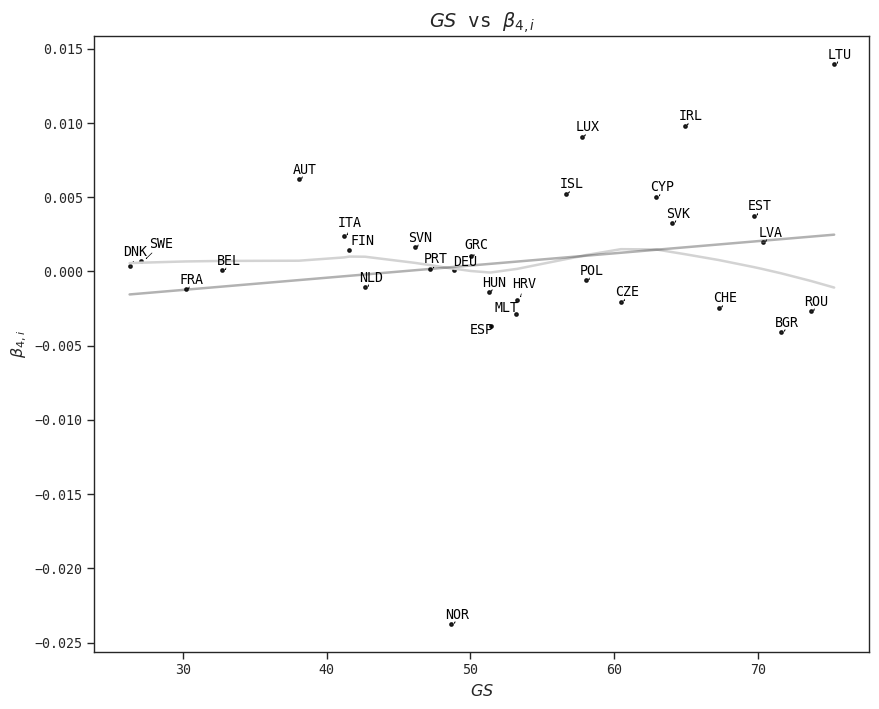 GS vs β4,i
0.015
0.010
0.005
0.000
−0.005
−0.010
−0.015
−0.020
−0.025
β4,i
LTU
IRL
LUX
AUT
ISL
CYP
EST
SVK
ITA
LVA
SVN
FIN
SWE
GRC
DNK
BEL
PRT
DEU
POL
NLD
FRA
HUN
HRV
CZE
CHE
ROU
MLT
BGR
ESP
NOR
30
40
50
60
70
GS